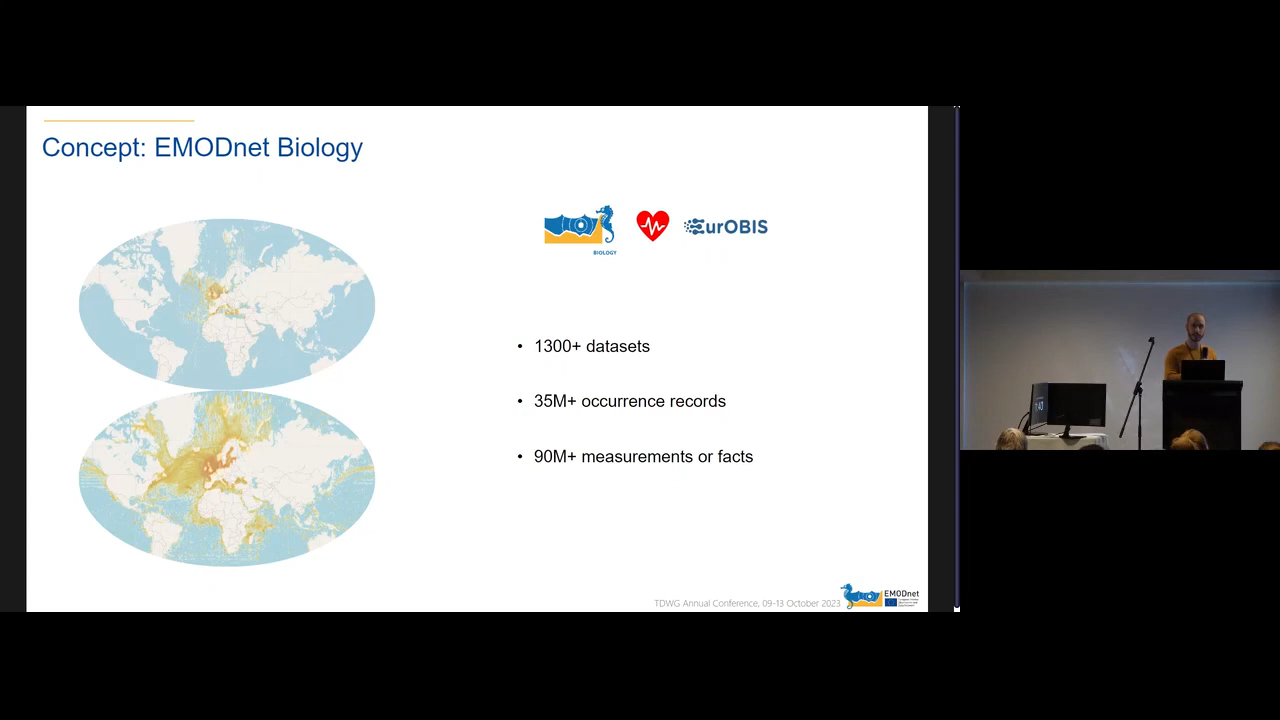 Concept: EMODnet Biology
BIOLOGY
EurOBIS
• 1300+ datasets
• 35M+ occurrence records
• 90M+ measurements or facts
TDWG Annual Conference, 09-13 October 2023
EMODnet